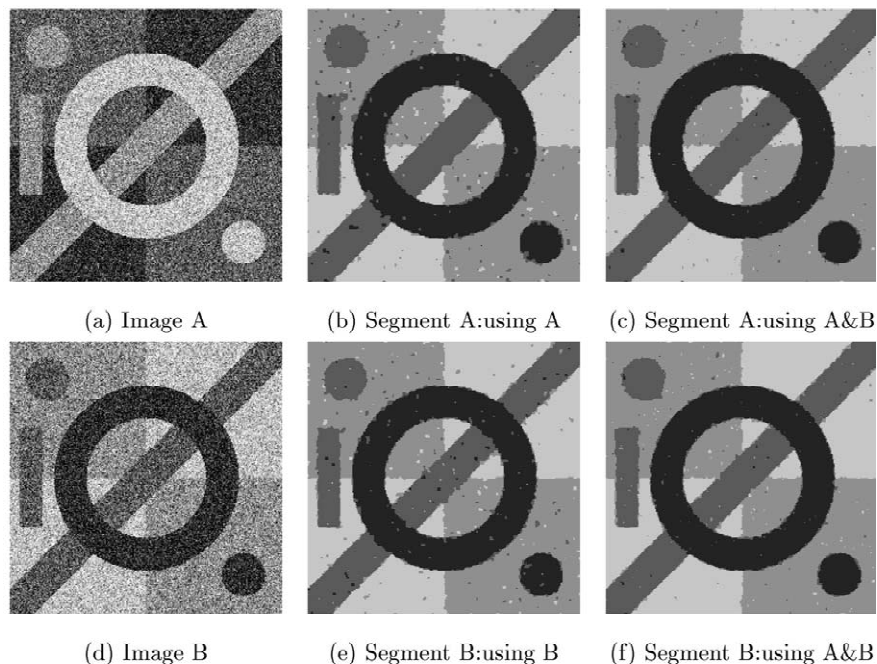 (a) Image A
(b) Segment A:using A
(c) Segment A:using A&B
(d) Image B
(e) Segment B:using B
(f) Segment B:using A&B